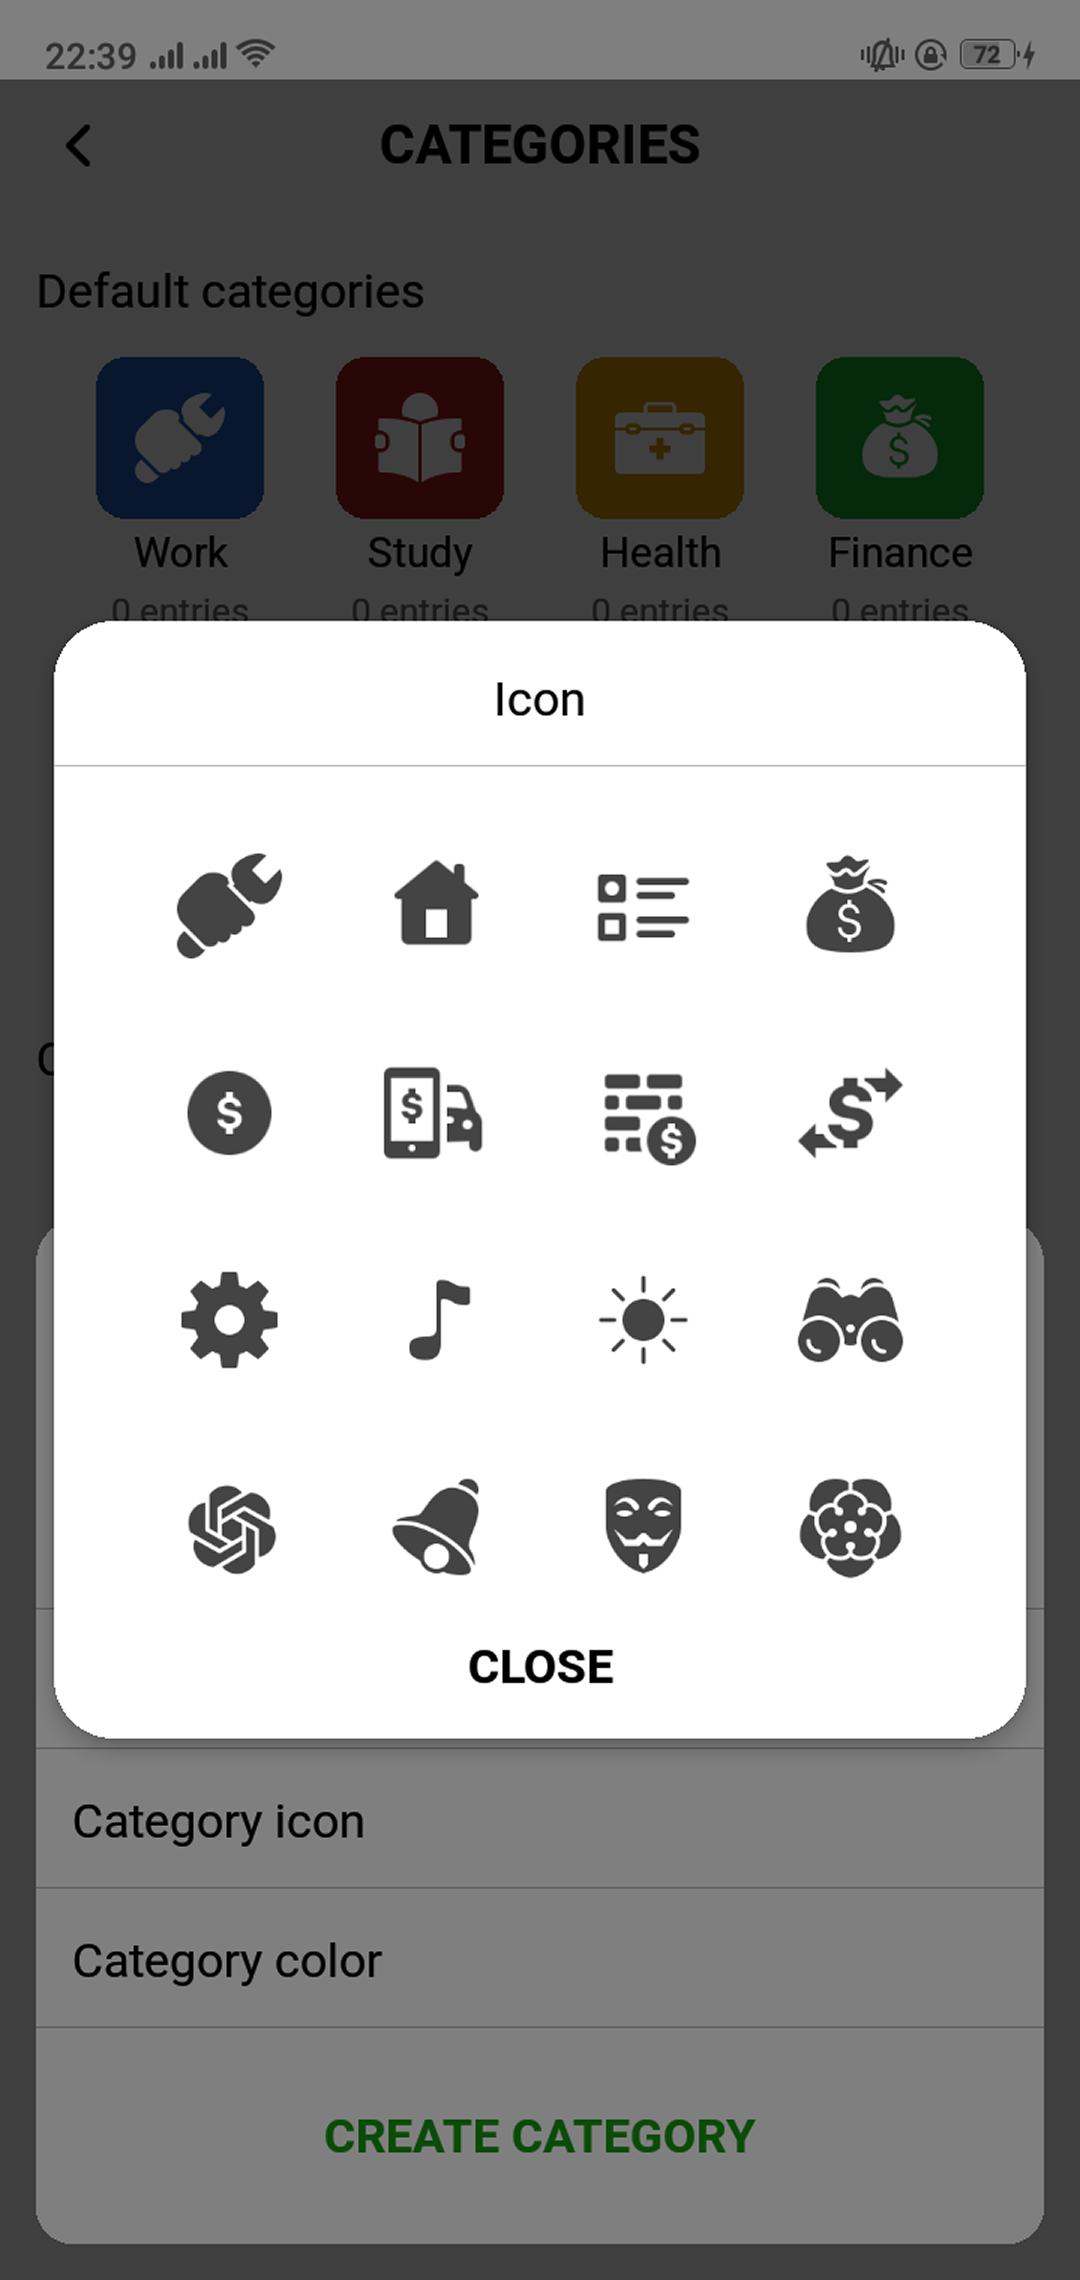 22:39
72
CATEGORIES
Default categories
Work
Study
Health
Finance
0 entries
0 entries
0 entries
0 entries
Icon
$
$
$
$
$
CLOSE
Category icon
Category color
CREATE CATEGORY